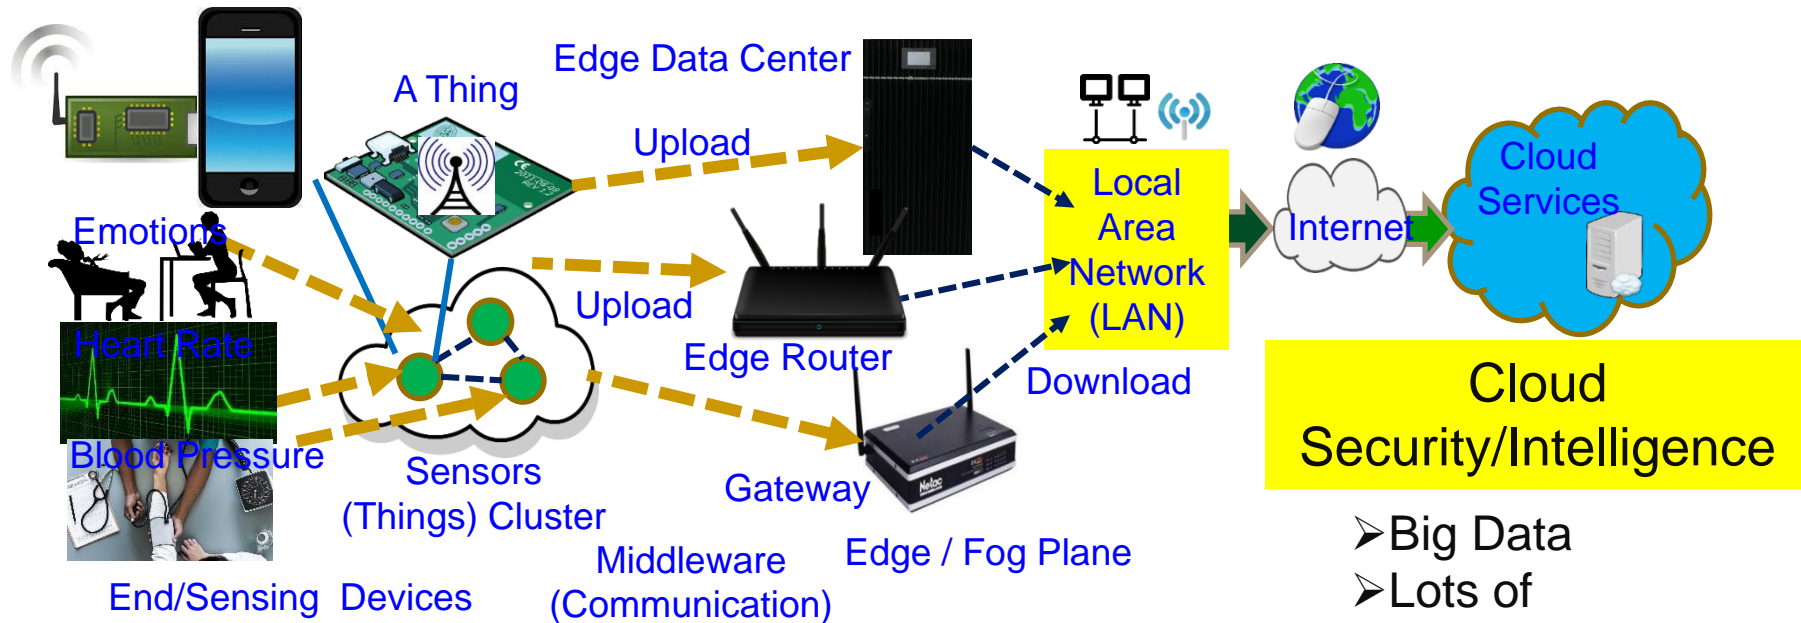 A Thing
Edge Data Center
Upload
Emotions
Heart Rate
Blood Pressure
End/Sensing Devices
Sensors
(Things) Cluster
Upload
Edge Router
Gateway
Netac
Middleware
(Communication)
Edge / Fog Plane
Local
Area
Network
(LAN)
Download
Internet
Cloud
Services
Cloud
Security/Intelligence
➢Big Data
➢Lots of